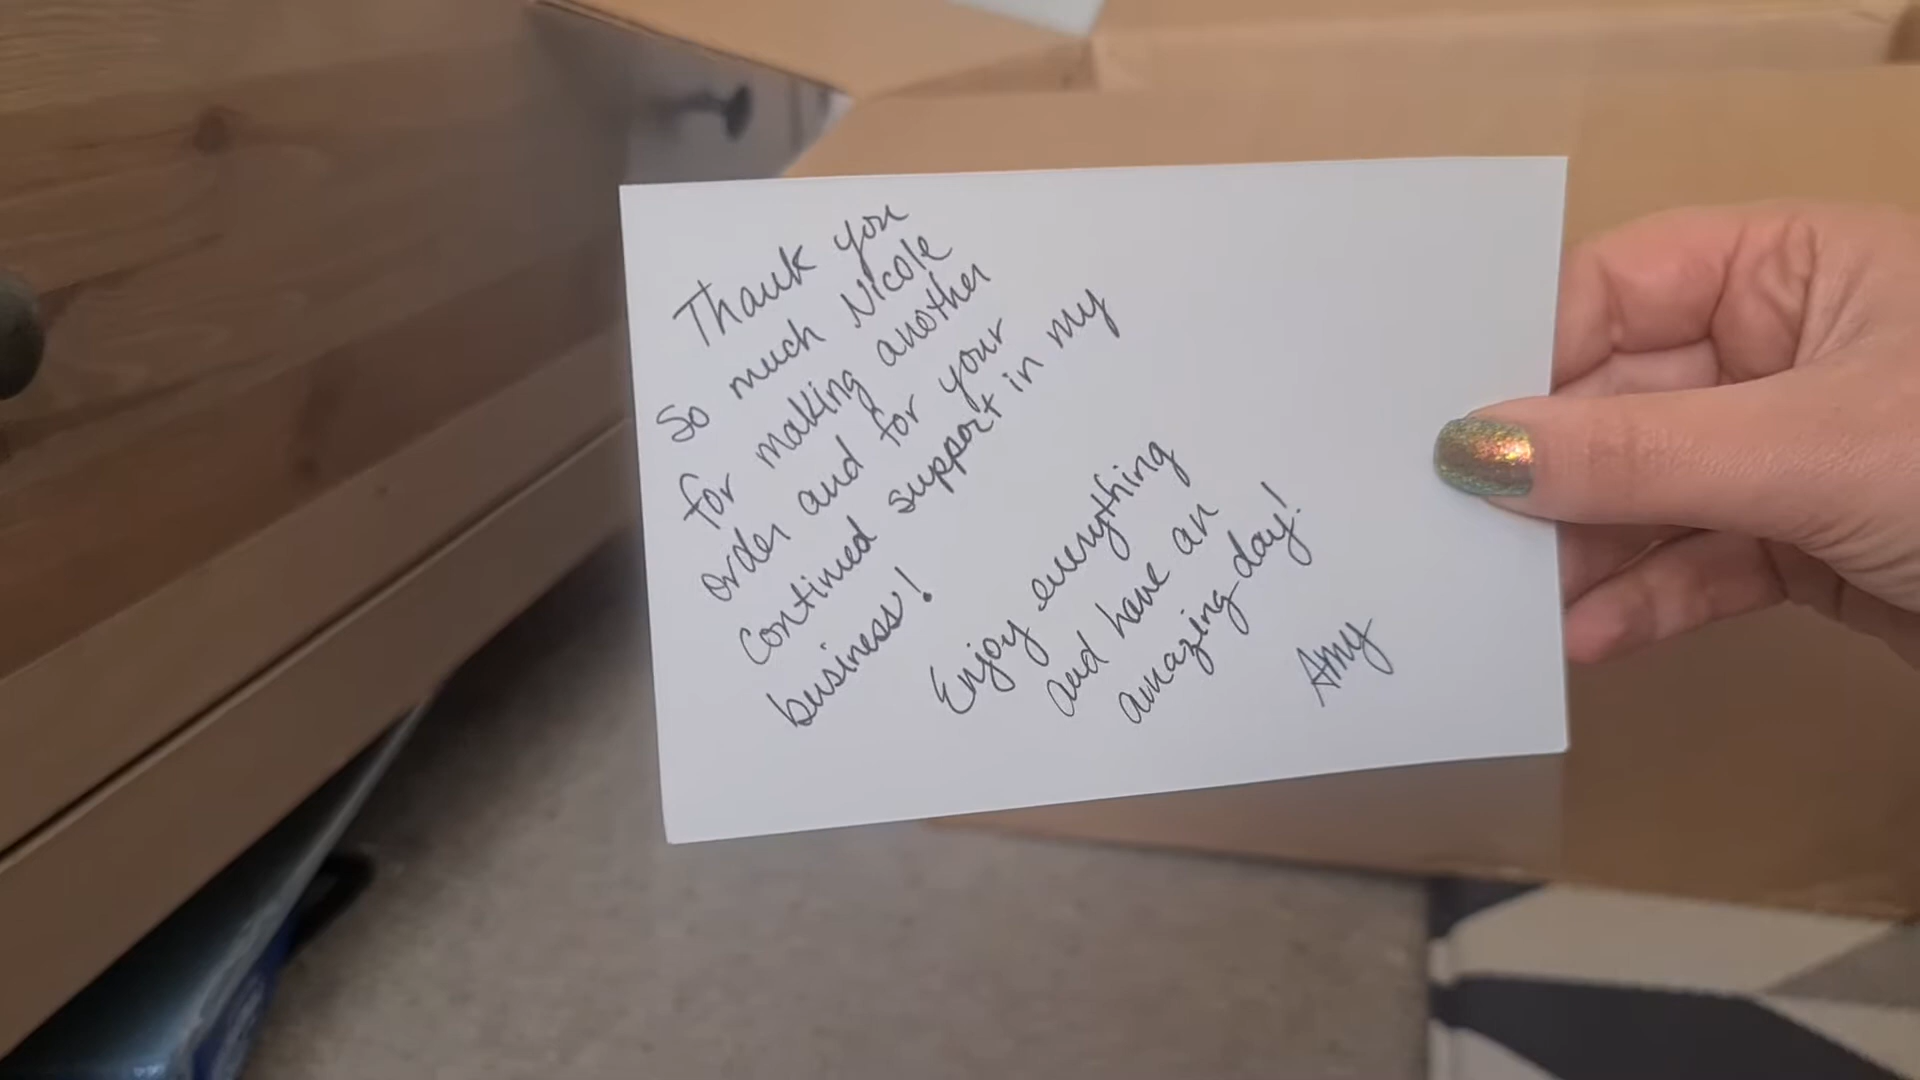 Thank you
so much Nicole
for making another
order and for your
continued support in my
business!
Enjoy everything
and have an
amazing day!
Amy